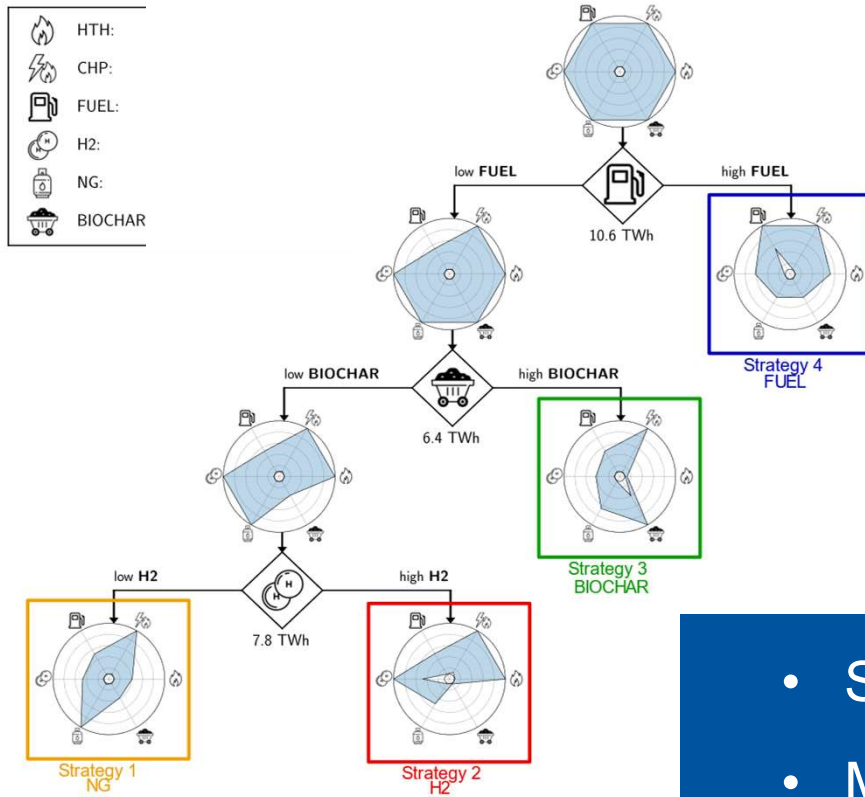 HTH:
CHP:
FUEL:
H2:
NG:
BIOCHAR
low FUEL
high FUEL
10.6 TWh
Strategy 4
FUEL
low BIOCHAR
high BIOCHAR
6.4 TWh
Strategy 3
BIOCHAR
low H2
H H
high H2
7.8 TWh
Strategy 1
NG
Strategy 2
H2
• S
• M